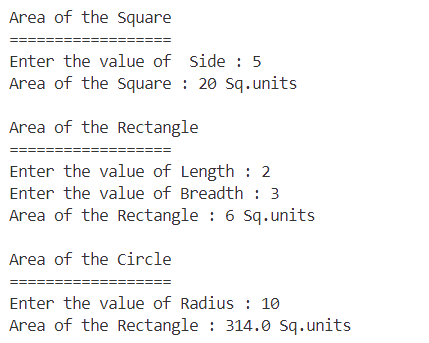 Area of the Square
==================
Enter the value of  Side : 5
Area of the Square : 20 Sq.units
Area of the Rectangle
==================
Enter the value of Length : 2
Enter the value of Breadth : 3
Area of the Rectangle : 6 Sq.units
Area of the Circle
==================
Enter the value of Radius : 10
Area of the Rectangle : 314.0 Sq.units